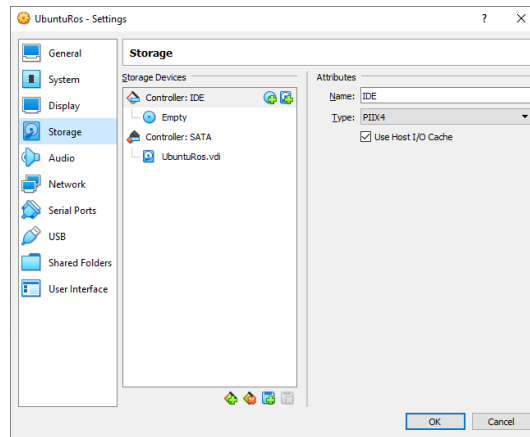 UbuntuRos - Settings
?
General
System
Display
Storage
Audio
Network
Serial Ports
USB
Shared Folders
User Interface
Storage
Storage Devices
Controller: IDE
Empty
Controller: SATA
UbuntuRos.vdi
Attributes
Name: IDE
Type: PIIX4
Use Host I/O Cache
OK Cancel